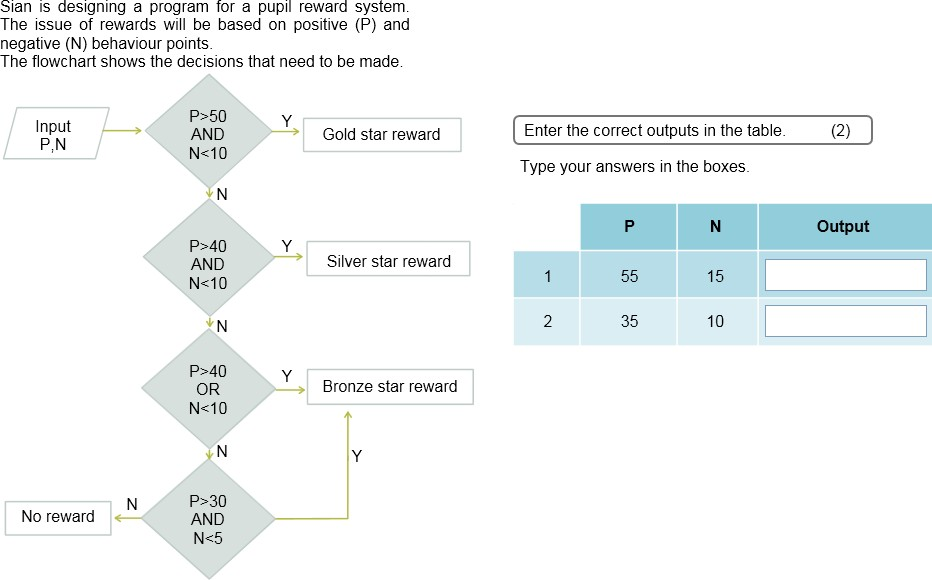 Sian is designing a program for a pupil reward system.
The issue of rewards will be based on positive (P) and
negative (N) behaviour points.
The flowchart shows the decisions that need to be made.
Input
P,N
P>50
AND
N<10
Y
Gold star reward
N
P>40
AND
N<10
Y
Silver star reward
N
P>40
OR
N<10
Y
Bronze star reward
N
Y
P>30
AND
N<5
N
No reward
Enter the correct outputs in the table. (2)
Type your answers in the boxes.
P N Output
1 55 15
2 35 10